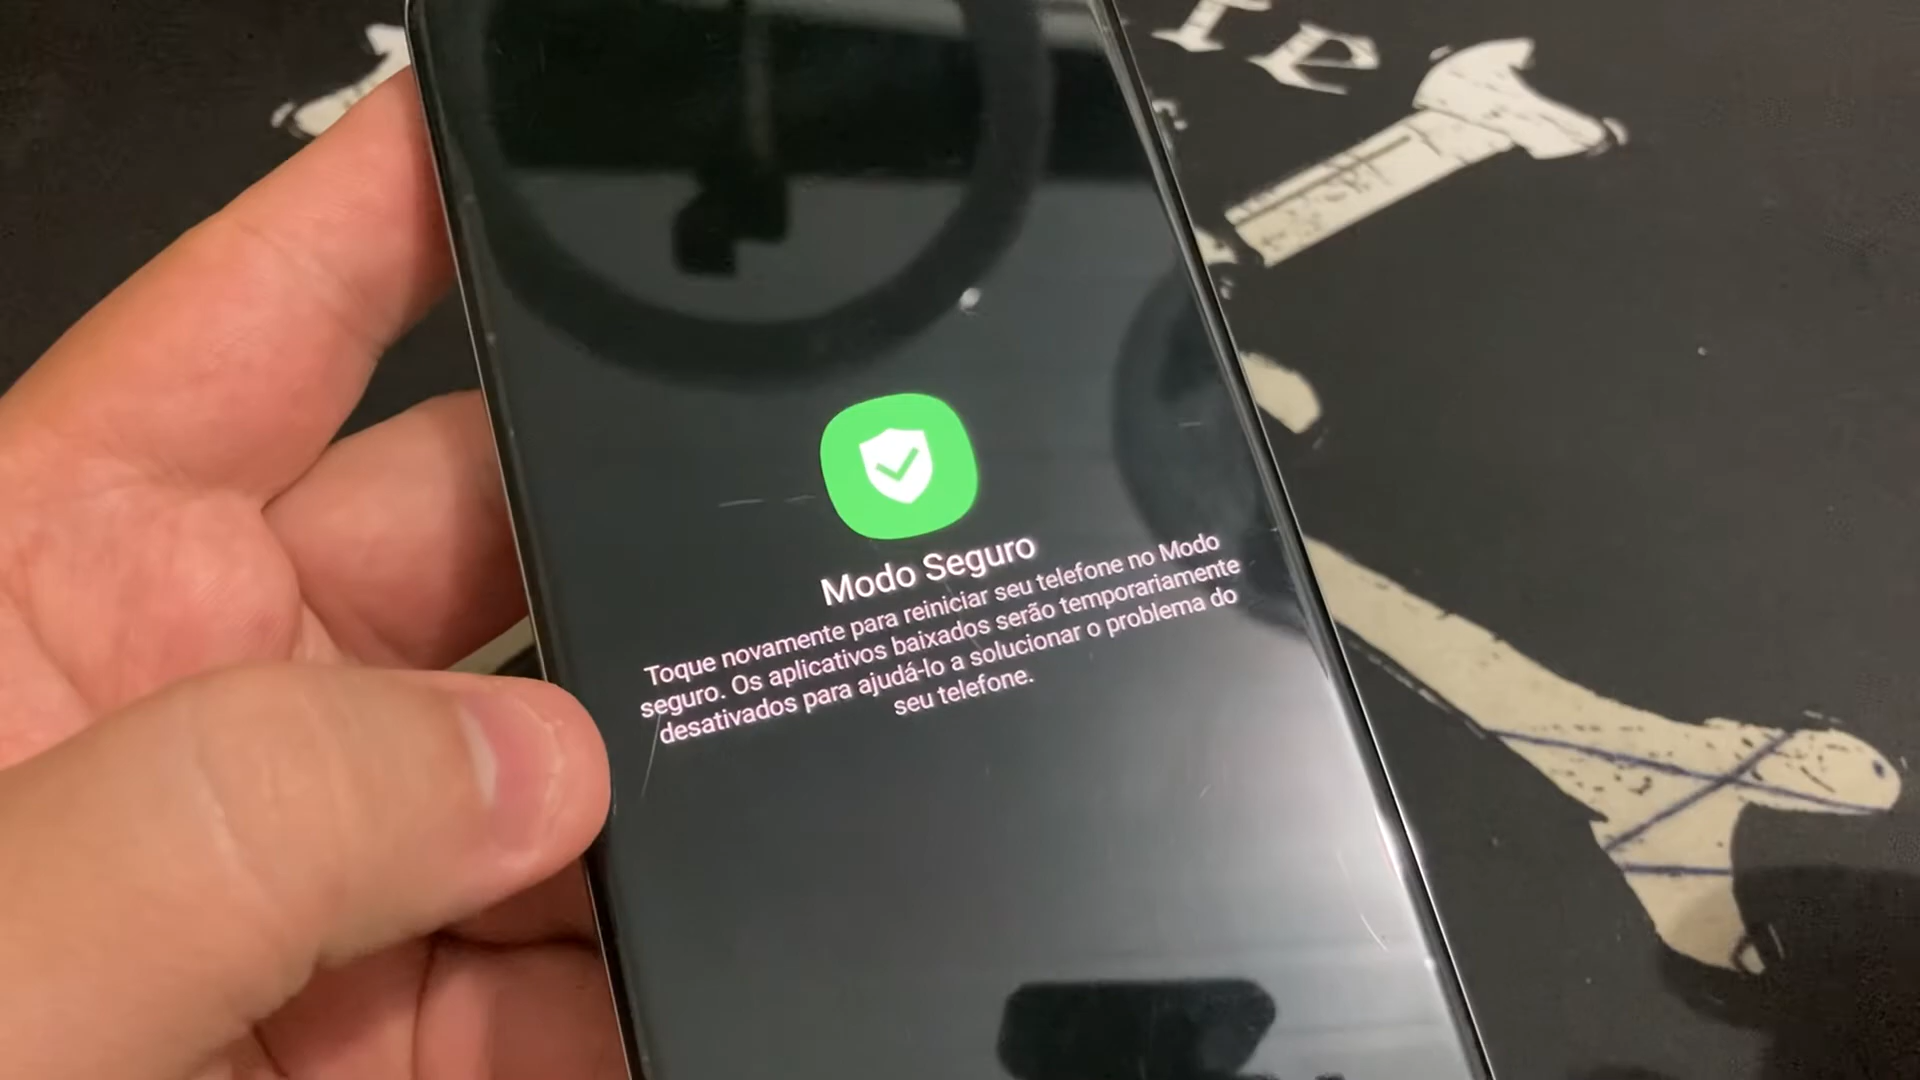 Modo Seguro
Toque novamente para reiniciar seu telefone no Modo
seguro. Os aplicativos baixados serão temporariamente
desativados para ajudá-lo a solucionar o problema do
seu telefone.